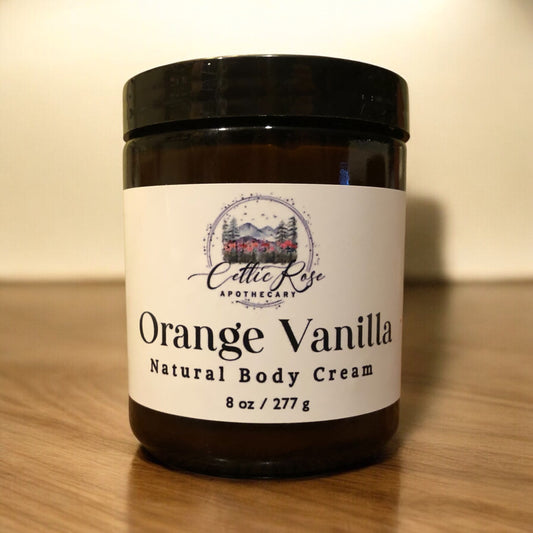 Celtic Rose
APOTHECARY
Orange Vanilla
Natural Body Cream
8 oz / 277 g